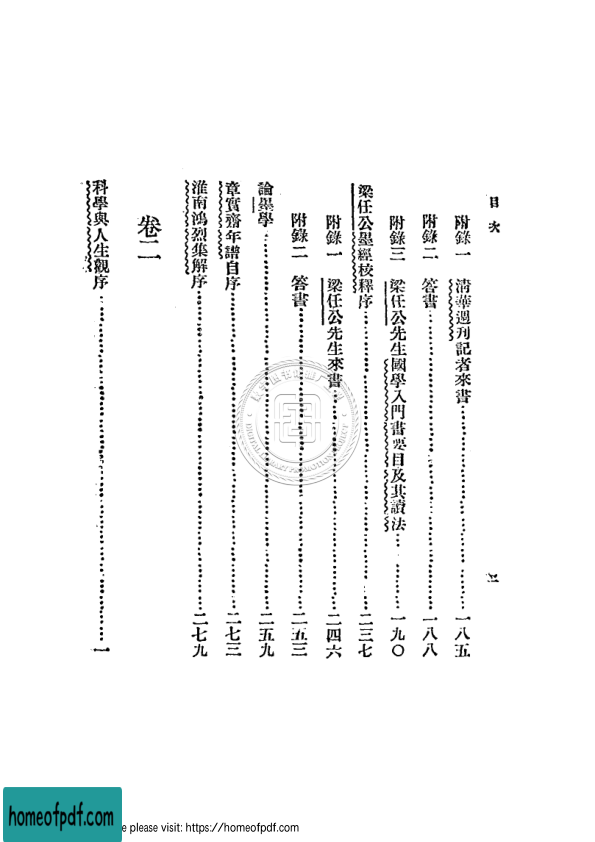 目次
附錄一 清華週刊記者來書……一八五
附錄二 答書……一八八
附錄三 梁任公先生國學入門書要目及其讀法……一九〇
梁任公墨經校釋序……二三七
附錄一 梁任公先生來書……二四六
附錄二 答書……二五三
論墨學……二五九
章實齋年譜自序……二七三
淮南鴻烈集解序……二七九
卷二
科學與人生觀序……一
DIGITAL LIBRARY PROMOTION PROJECT
homeofpdf.com
e please visit: https://homeofpdf.com